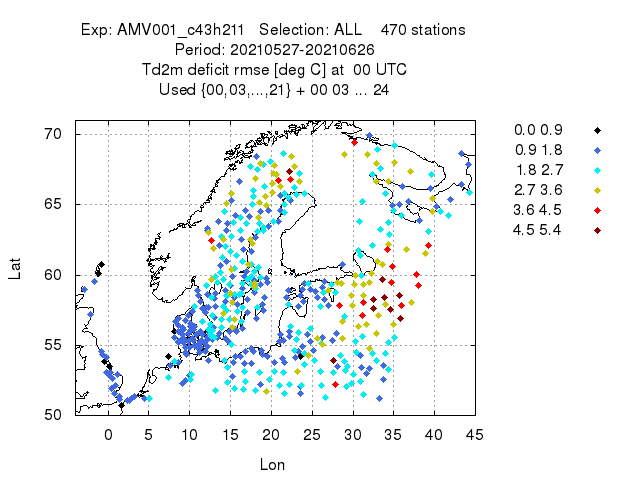 Exp: AMV001_c43h211 Selection: ALL 470 stations
Period: 20210527-20210626
Td2m deficit rmse [deg C] at 00 UTC
Used {00,03,...,21} + 00 03 ... 24
70
65
60
55
50
Lat
0 5 10 15 20 25 30 35 40 45
Lon
0.0 0.9
0.9 1.8
1.8 2.7
2.7 3.6
3.6 4.5
4.5 5.4